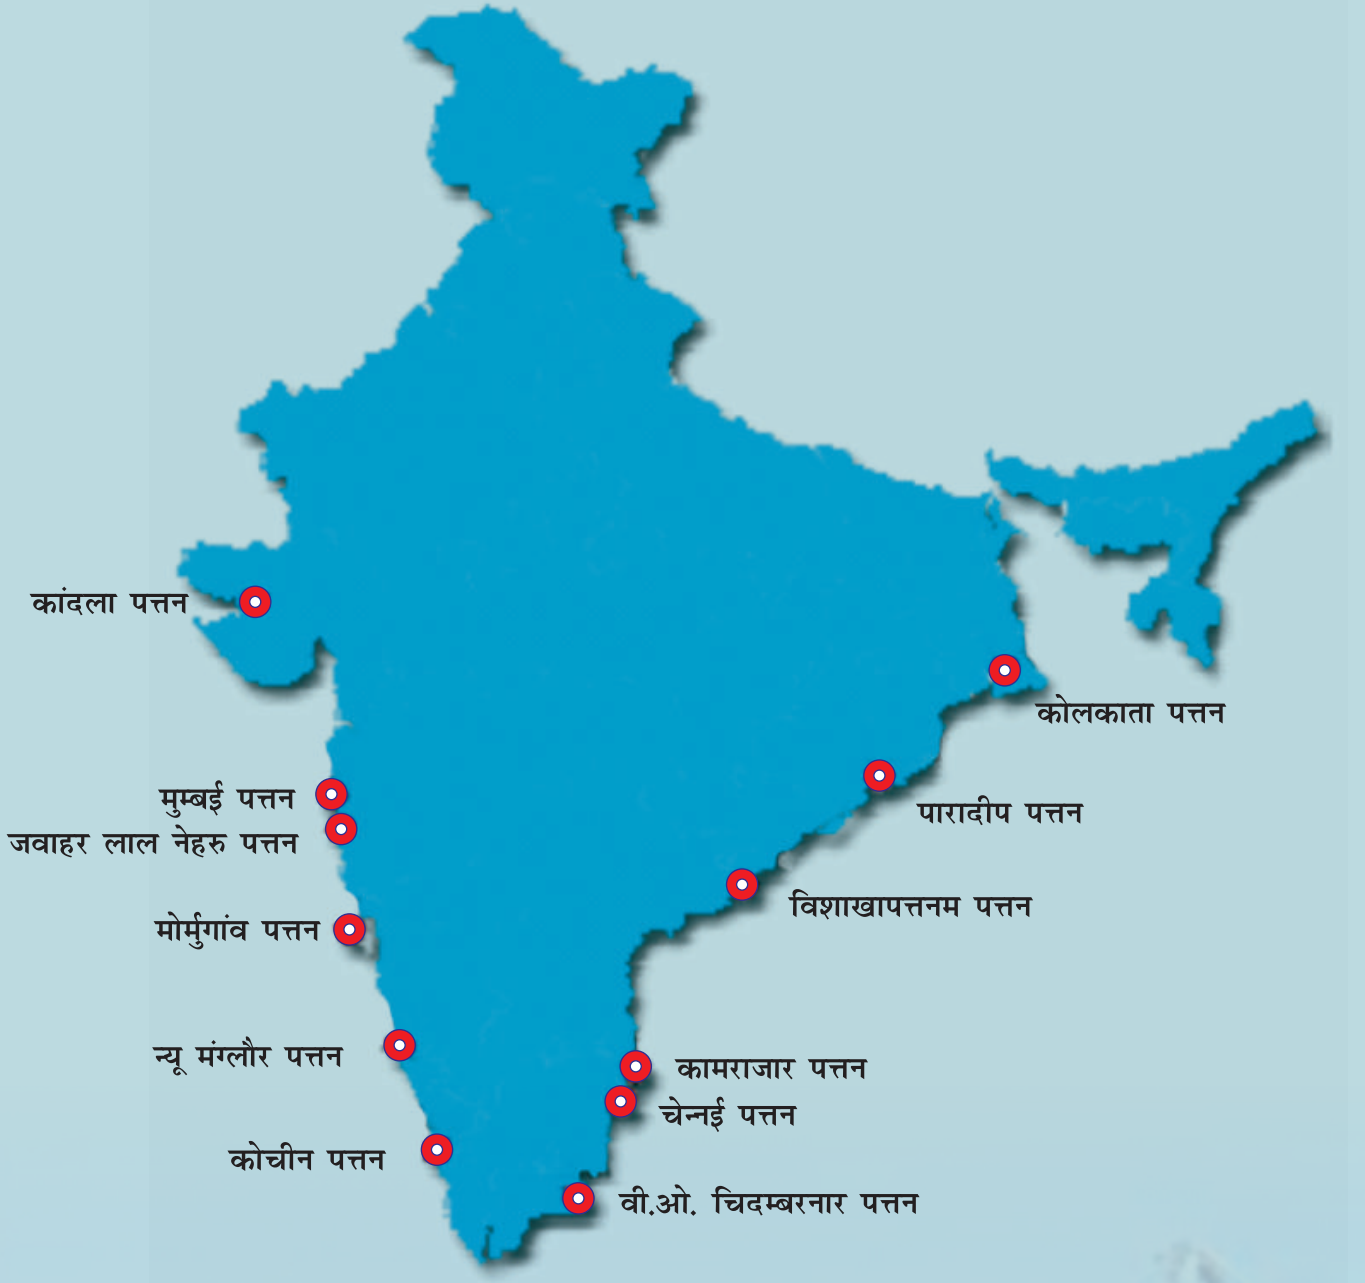 कांदला पत्तन
कोलकाता पत्तन
मुम्बई पत्तन
पारादीप पत्तन
जवाहर लाल नेहरु पत्तन
विशाखापत्तनम पत्तन
मोर्मुगांव पत्तन
न्यू मंग्लौर पत्तन
कामराजार पत्तन
चेन्नई पत्तन
कोचीन पत्तन
वी.ओ. चिदम्बरनार पत्तन